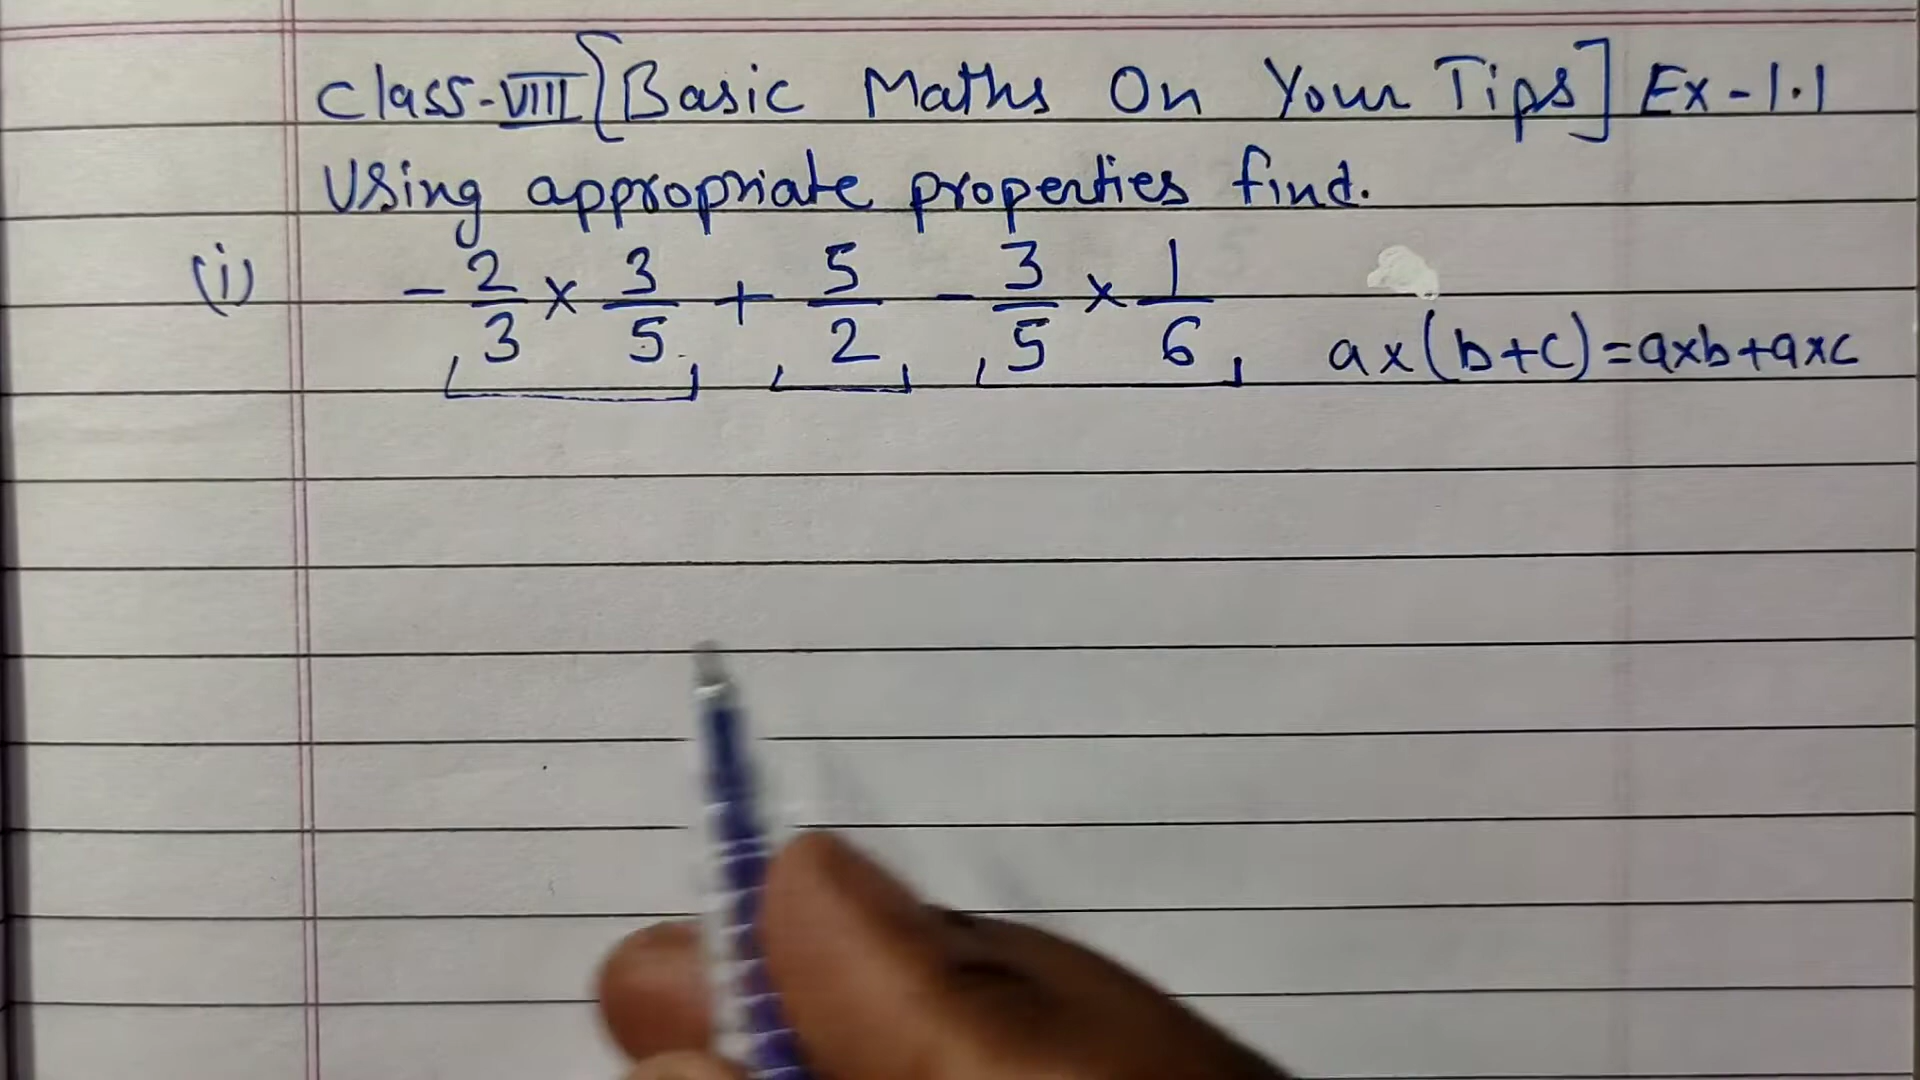 Class-VIII [Basic Maths On Your Tips] Ex-1.1
Using appropriate properties find.
(i) -2/3 × 3/5 + 5/2 - 3/5 × 1/6
a×(b+c)=a×b+a×c